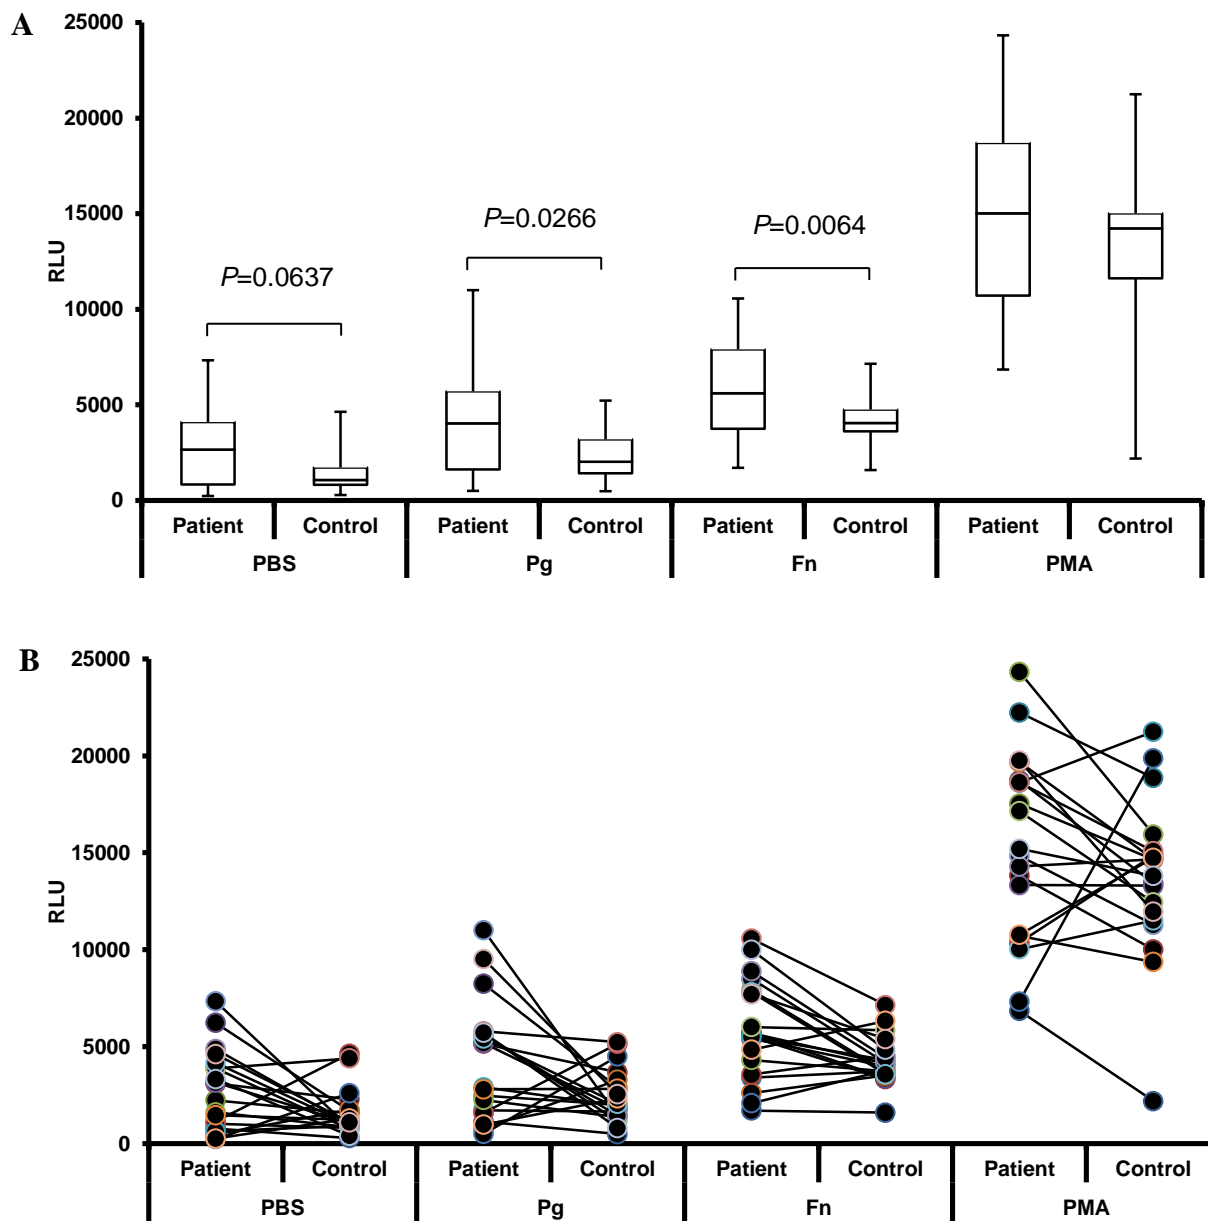 A
25000
20000
15000
10000
5000
0
RLU
P=0.0637
P=0.0266
P=0.0064
Patient Control Patient Control Patient Control Patient Control
PBS Pg Fn PMA
B
25000
20000
15000
10000
5000
0
RLU
Patient Control Patient Control Patient Control Patient Control
PBS Pg Fn PMA